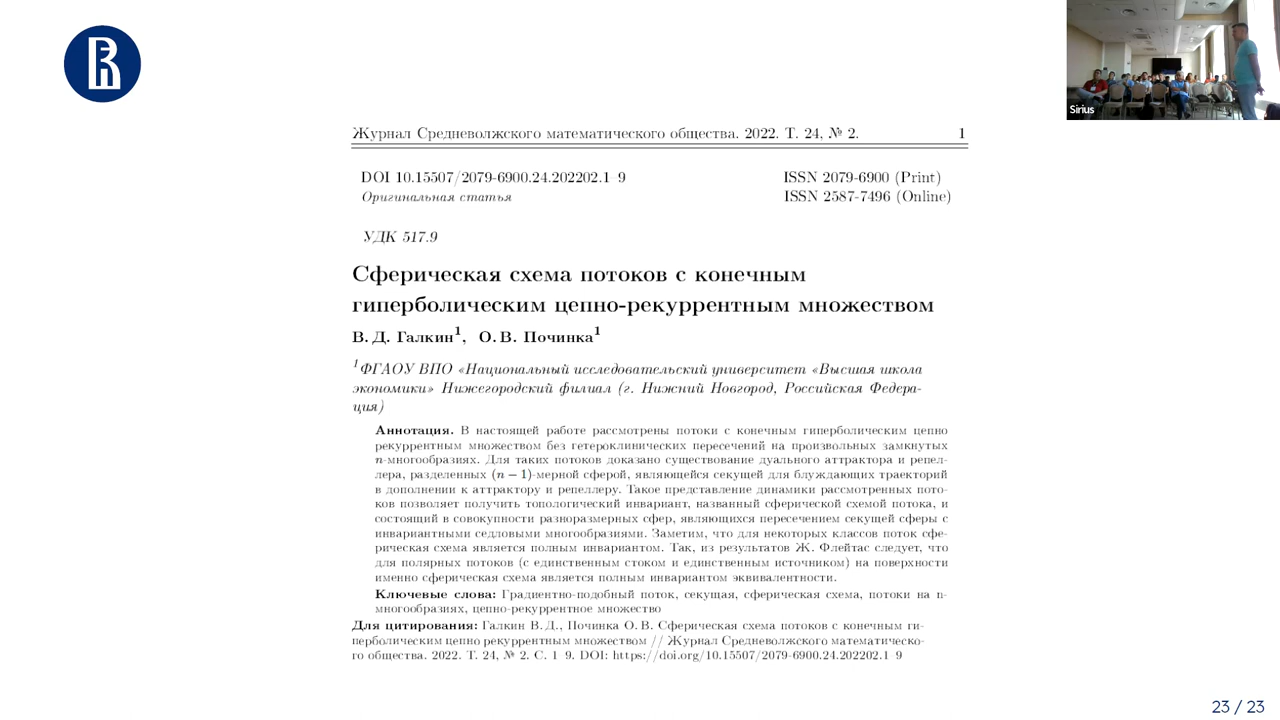 Sirius
Журнал Средневолжского математического общества. 2022. Т. 24, № 2. 1
DOI 10.15507/2079-6900.24.202202.1–9 ISSN 2079-6900 (Print)
Оригинальная статья ISSN 2587-7496 (Online)
УДК 517.9
Сферическая схема потоков с конечным
гиперболическим цепно-рекуррентным множеством
В. Д. Галкин¹, О. В. Починка¹
¹ФГАОУ ВПО «Национальный исследовательский университет «Высшая школа
экономики» Нижегородский филиал (г. Нижний Новгород, Российская Федера-
ция)
Аннотация. В настоящей работе рассмотрены потоки с конечным гиперболическим цепно
рекуррентным множеством без гетероклинических пересечений на произвольных замкнутых
n-многообразиях. Для таких потоков доказано существование дуального аттрактора и репел-
лера, разделенных (n − 1)-мерной сферой, являющейся секущей для блуждающих траекторий
в дополнении к аттрактору и репеллеру. Такое представление динамики рассмотренных пото-
ков позволяет получить топологический инвариант, названный сферической схемой потока, и
состоящий в совокупности разноразмерных сфер, являющихся пересечением секущей сферы с
инвариантными седловыми многообразиями. Заметим, что для некоторых классов поток сфе-
рическая схема является полным инвариантом. Так, из результатов Ж. Флейтас следует, что
для полярных потоков (с единственным стоком и единственным источником) на поверхности
именно сферическая схема является полным инвариантом эквивалентности.
Ключевые слова: Градиентно-подобный поток, секущая, сферическая схема, потоки на n-
многообразиях, цепно-рекуррентное множество
Для цитирования: Галкин В. Д., Починка О. В. Сферическая схема потоков с конечным ги-
перболическим цепно рекуррентным множеством // Журнал Средневолжского математическо-
го общества. 2022. Т. 24, № 2. С. 1–9. DOI: https://doi.org/10.15507/2079-6900.24.202202.1–9
23 / 23